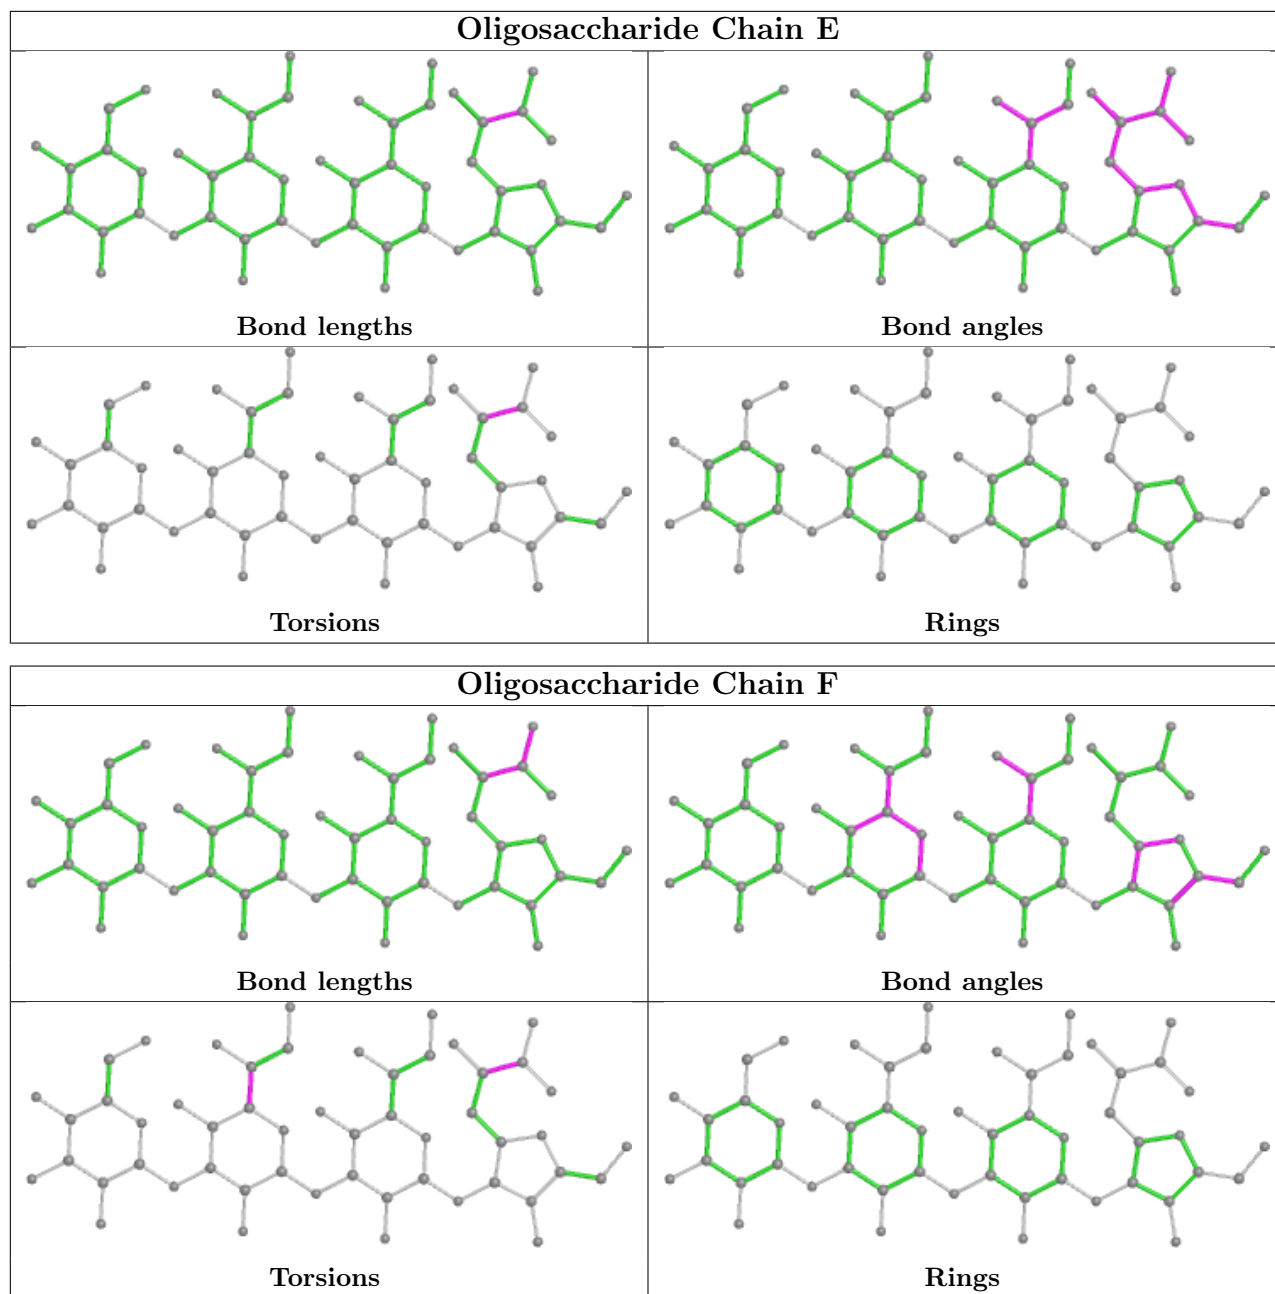 Oligosaccharide Chain E
Bond lengths
Bond angles
Torsions
Rings
Oligosaccharide Chain F
Bond lengths
Bond angles
Torsions
Rings